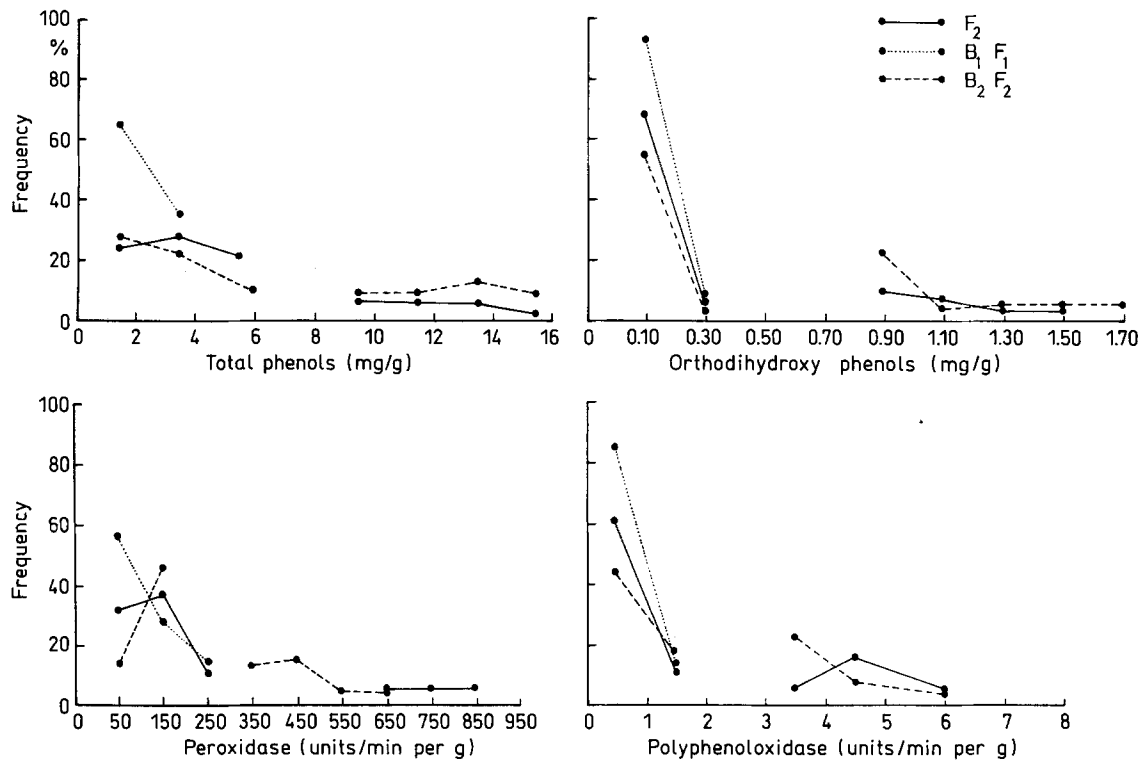 100
%
80
60
40
20
0
Frequency
0 2 4 6 8 10 12 14 16
Total phenols (mg/g)
F2
B1 F1
B2 F2
0 0.10 0.30 0.50 0.70 0.90 1.10 1.30 1.50 1.70
Orthodihydroxy phenols (mg/g)
100
80
60
40
20
0
Frequency
50 150 250 350 450 550 650 750 850 950
Peroxidase (units/min per g)
0 1 2 3 4 5 6 7 8
Polyphenoloxidase (units/min per g)